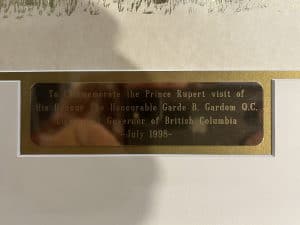 To Commemorate the Prince Rupert visit of
His Honour The Honourable Garde B. Gardom Q.C.
Lieutenant Governor of British Columbia
-July 1998-